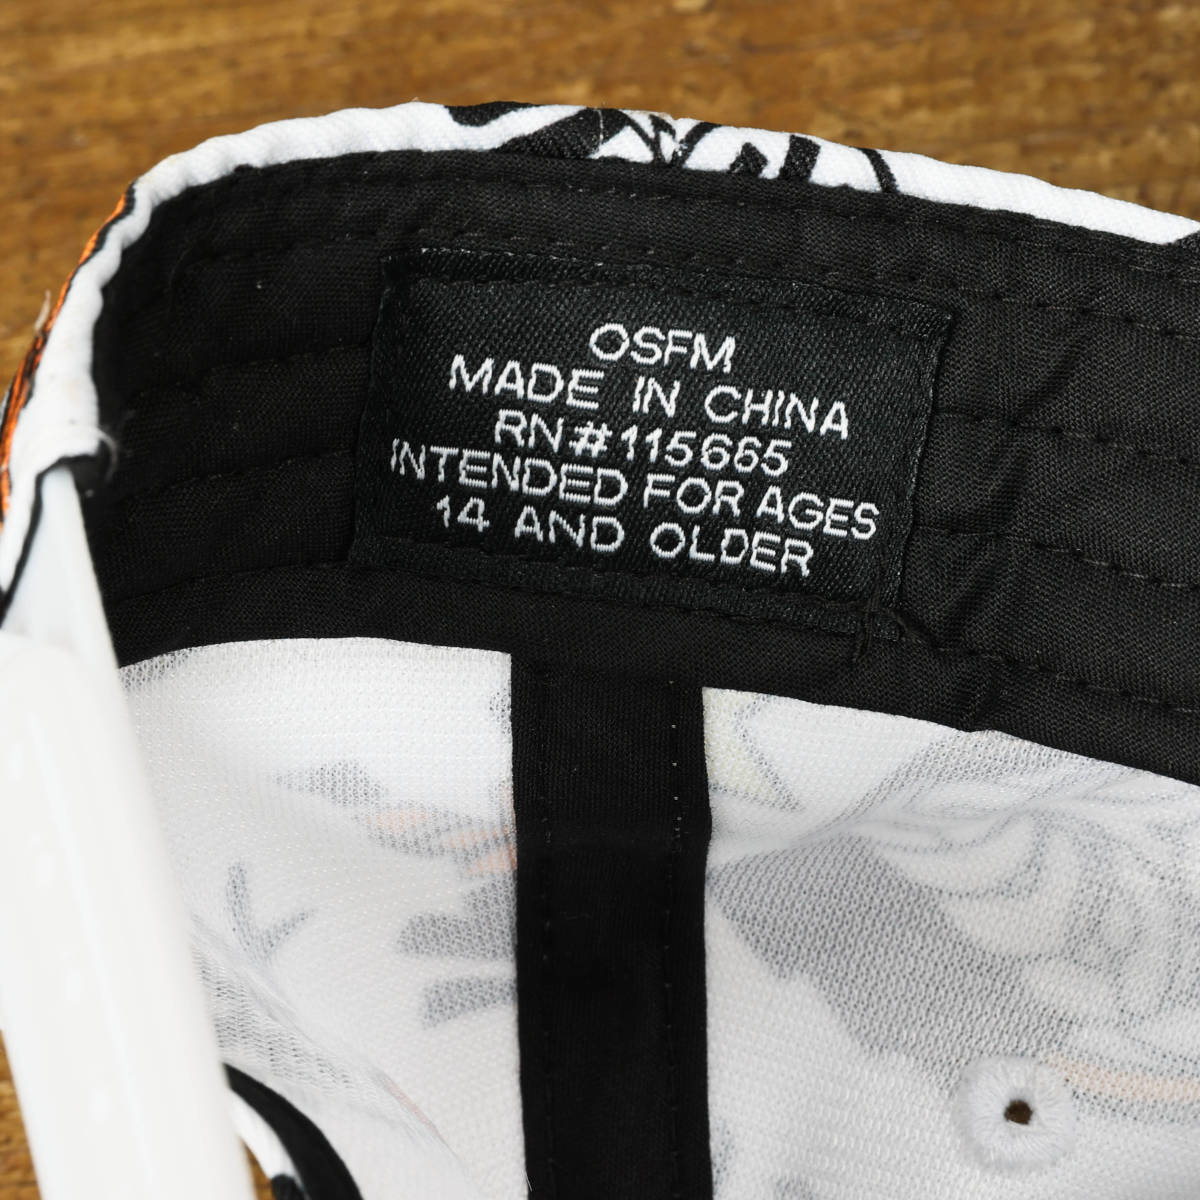 OSFM
MADE IN CHINA
RN#115665
INTENDED FOR AGES
14 AND OLDER